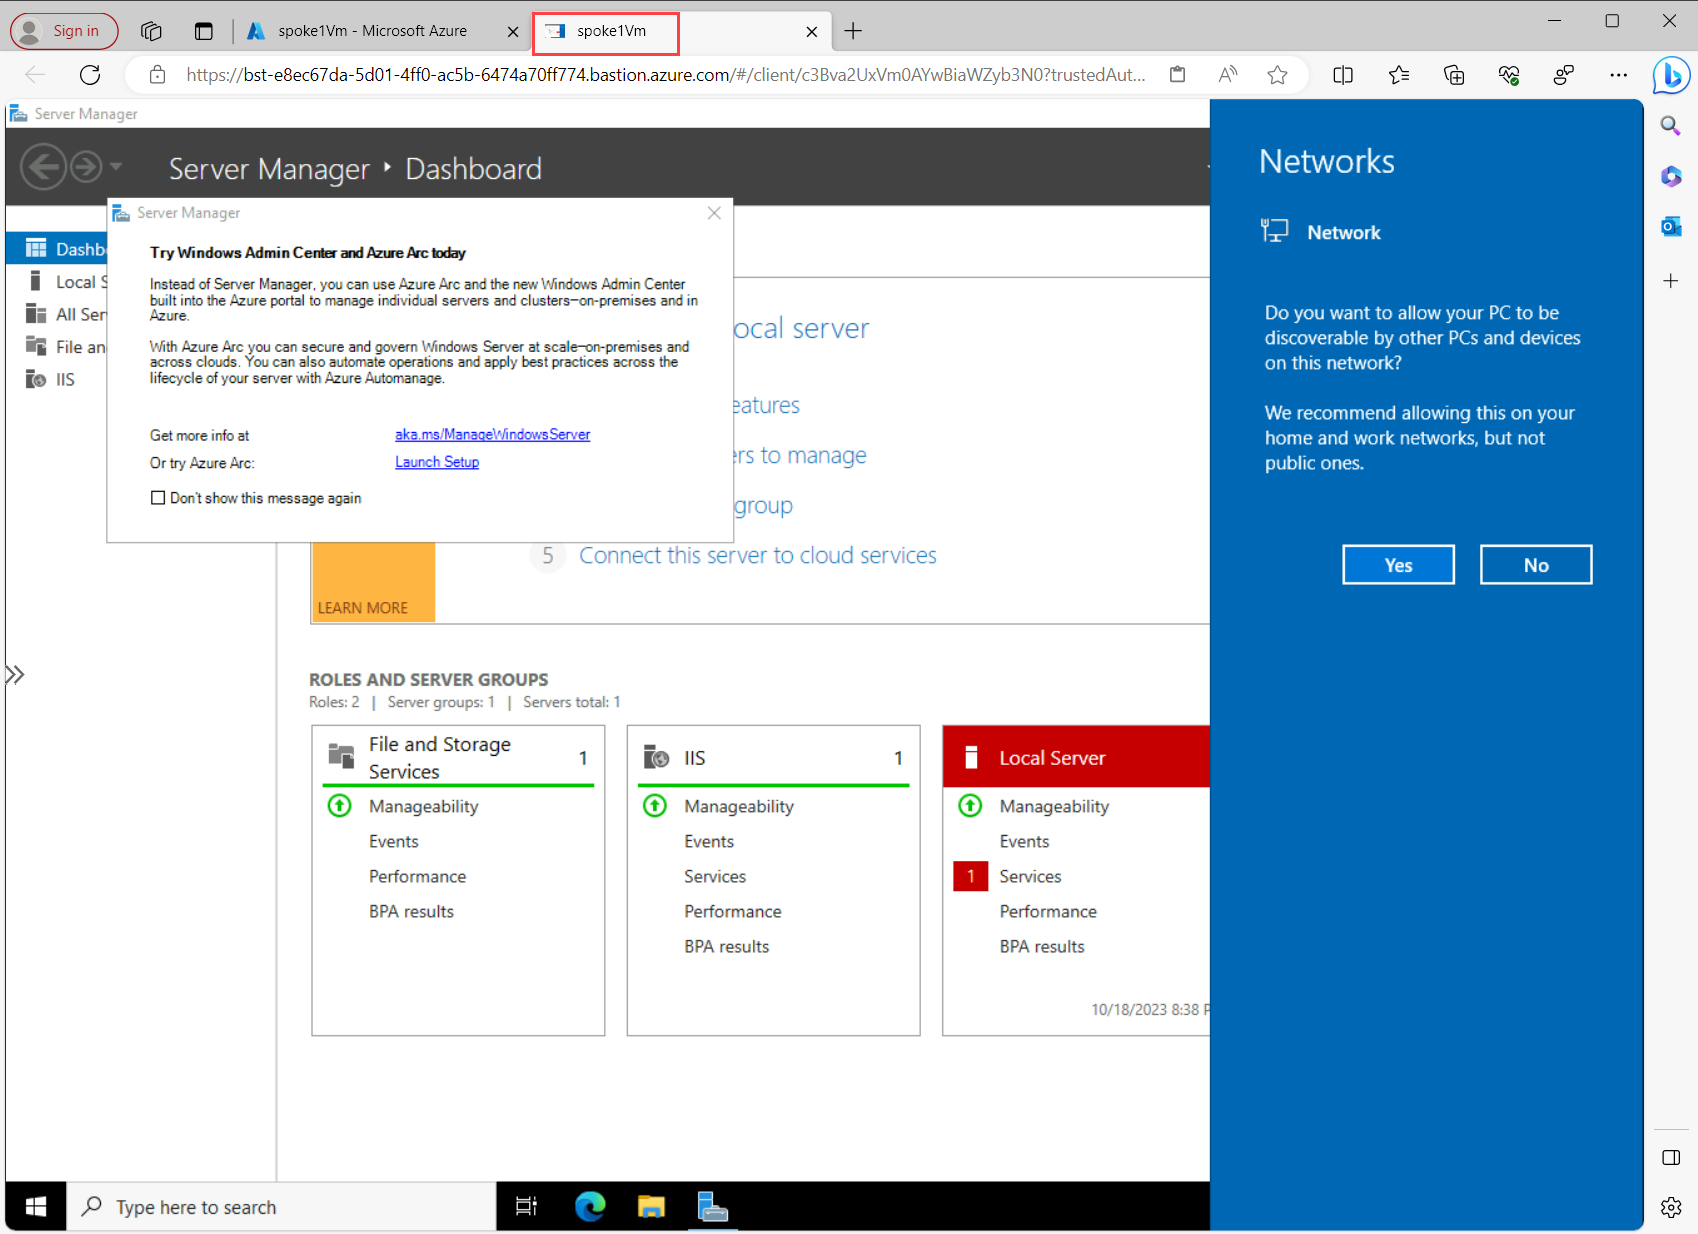 Sign in
spoke1Vm - Microsoft Azure
spoke1Vm
https://bst-e8ec67da-5d01-4ff0-ac5b-6474a70ff774.bastion.azure.com/#/client/c3Bva2UxVm0AYwBiaWZyb3N0?trustedAut...
Server Manager
Server Manager • Dashboard
Server Manager
Try Windows Admin Center and Azure Arc today
Instead of Server Manager, you can use Azure Arc and the new Windows Admin Center
built into the Azure portal to manage individual servers and clusters—on-premises and in
Azure.
With Azure Arc you can secure and govern Windows Server at scale—on-premises and
across clouds. You can also automate operations and apply best practices across the
lifecycle of your server with Azure Automanage.
Get more info at
aka.ms/ManageWindowsServer
Or try Azure Arc:
Launch Setup
Don't show this message again
Dashb
Local S
All Ser
File an
IIS
ocal server
eatures
ers to manage
group
5 Connect this server to cloud services
LEARN MORE
ROLES AND SERVER GROUPS
Roles: 2 | Server groups: 1 | Servers total: 1
File and Storage
Services
1
Manageability
Events
Performance
BPA results
IIS
1
Manageability
Events
Services
Performance
BPA results
Local Server
Manageability
Events
1 Services
Performance
BPA results
10/18/2023 8:38 P
Networks
Network
Do you want to allow your PC to be
discoverable by other PCs and devices
on this network?
We recommend allowing this on your
home and work networks, but not
public ones.
Yes
No
Type here to search